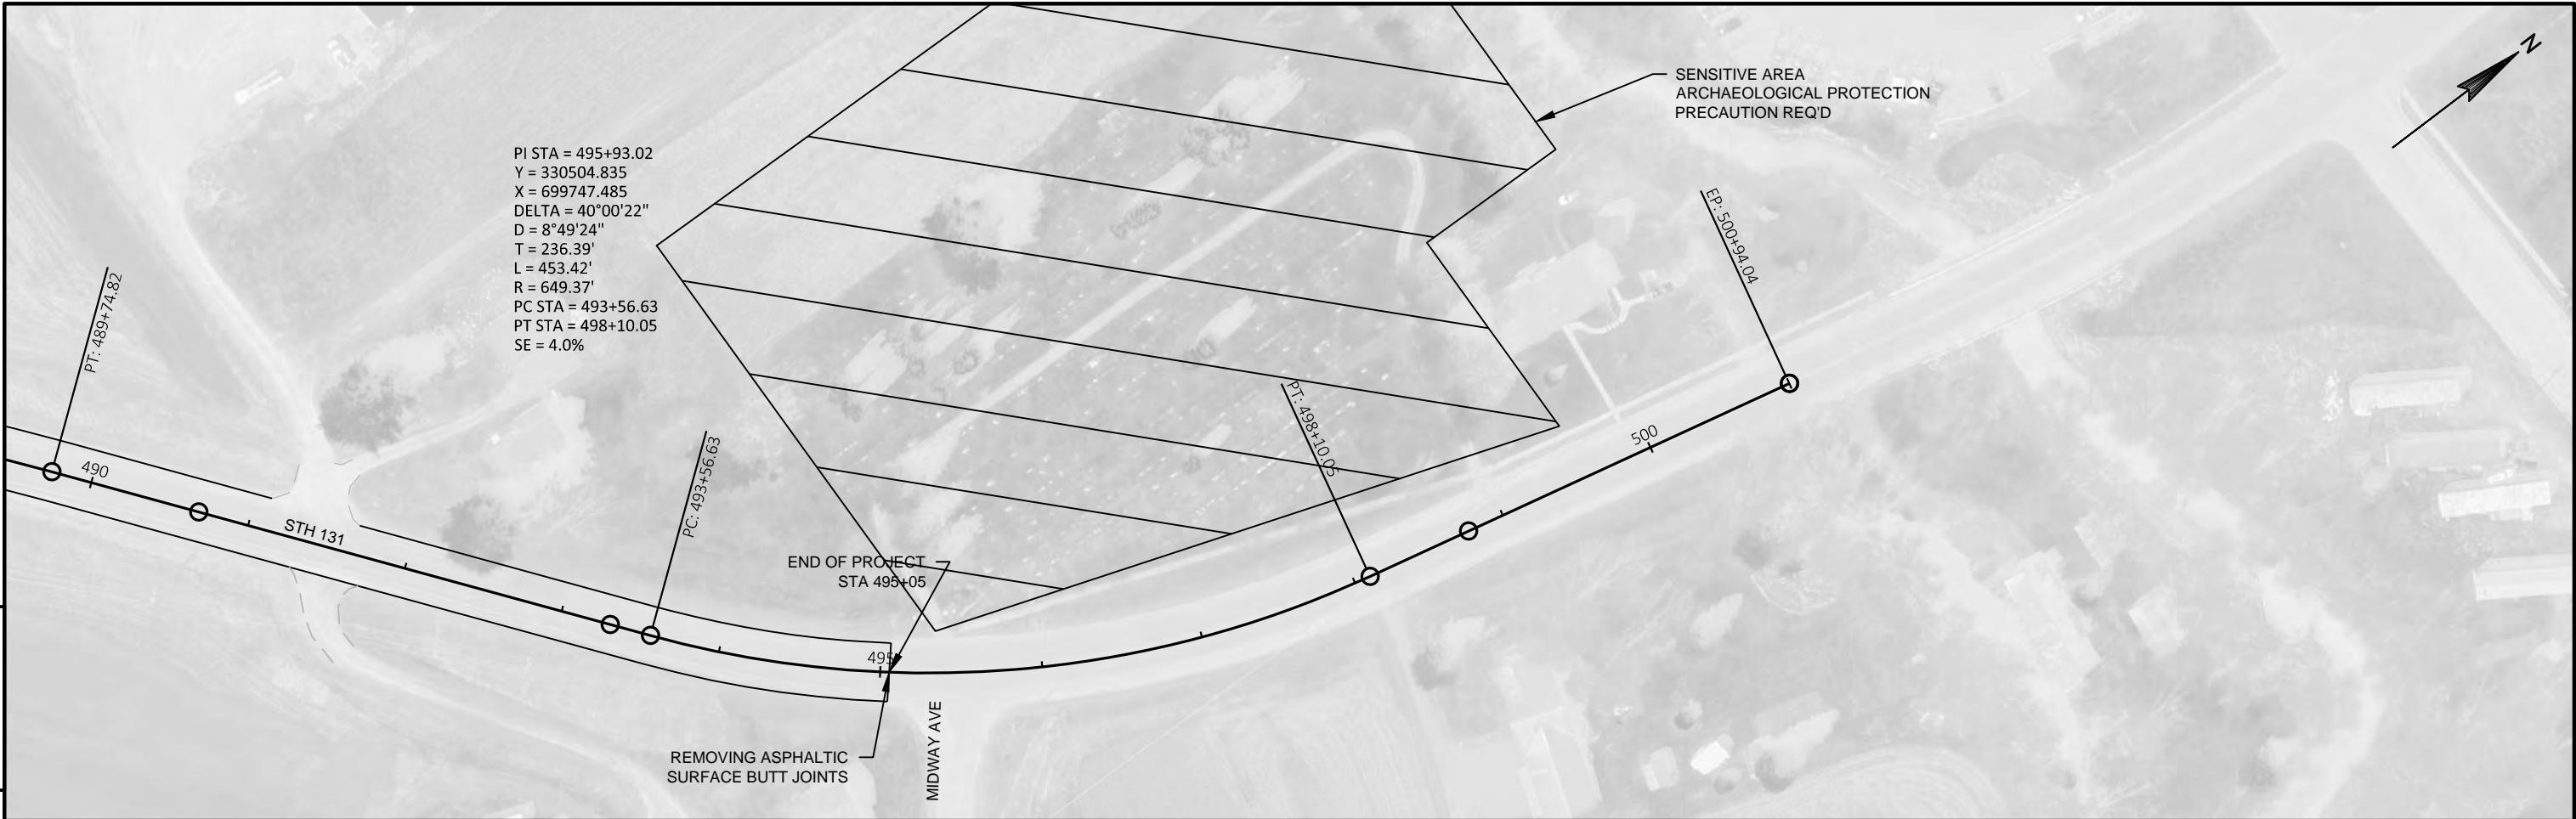 N
SENSITIVE AREA
ARCHAEOLOGICAL PROTECTION
PRECAUTION REQ'D
PI STA = 495+93.02
Y = 330504.835
X = 699747.485
DELTA = 40°00'22"
D = 8°49'24"
T = 236.39'
L = 453.42'
R = 649.37'
PC STA = 493+56.63
PT STA = 498+10.05
SE = 4.0%
PT: 489+74.82
490
STH 131
PC: 493+56.63
END OF PROJECT
STA 495+05
495
REMOVING ASPHALTIC
SURFACE BUTT JOINTS
MIDWAY AVE
PT: 498+10.05
500
EP: 500+94.04